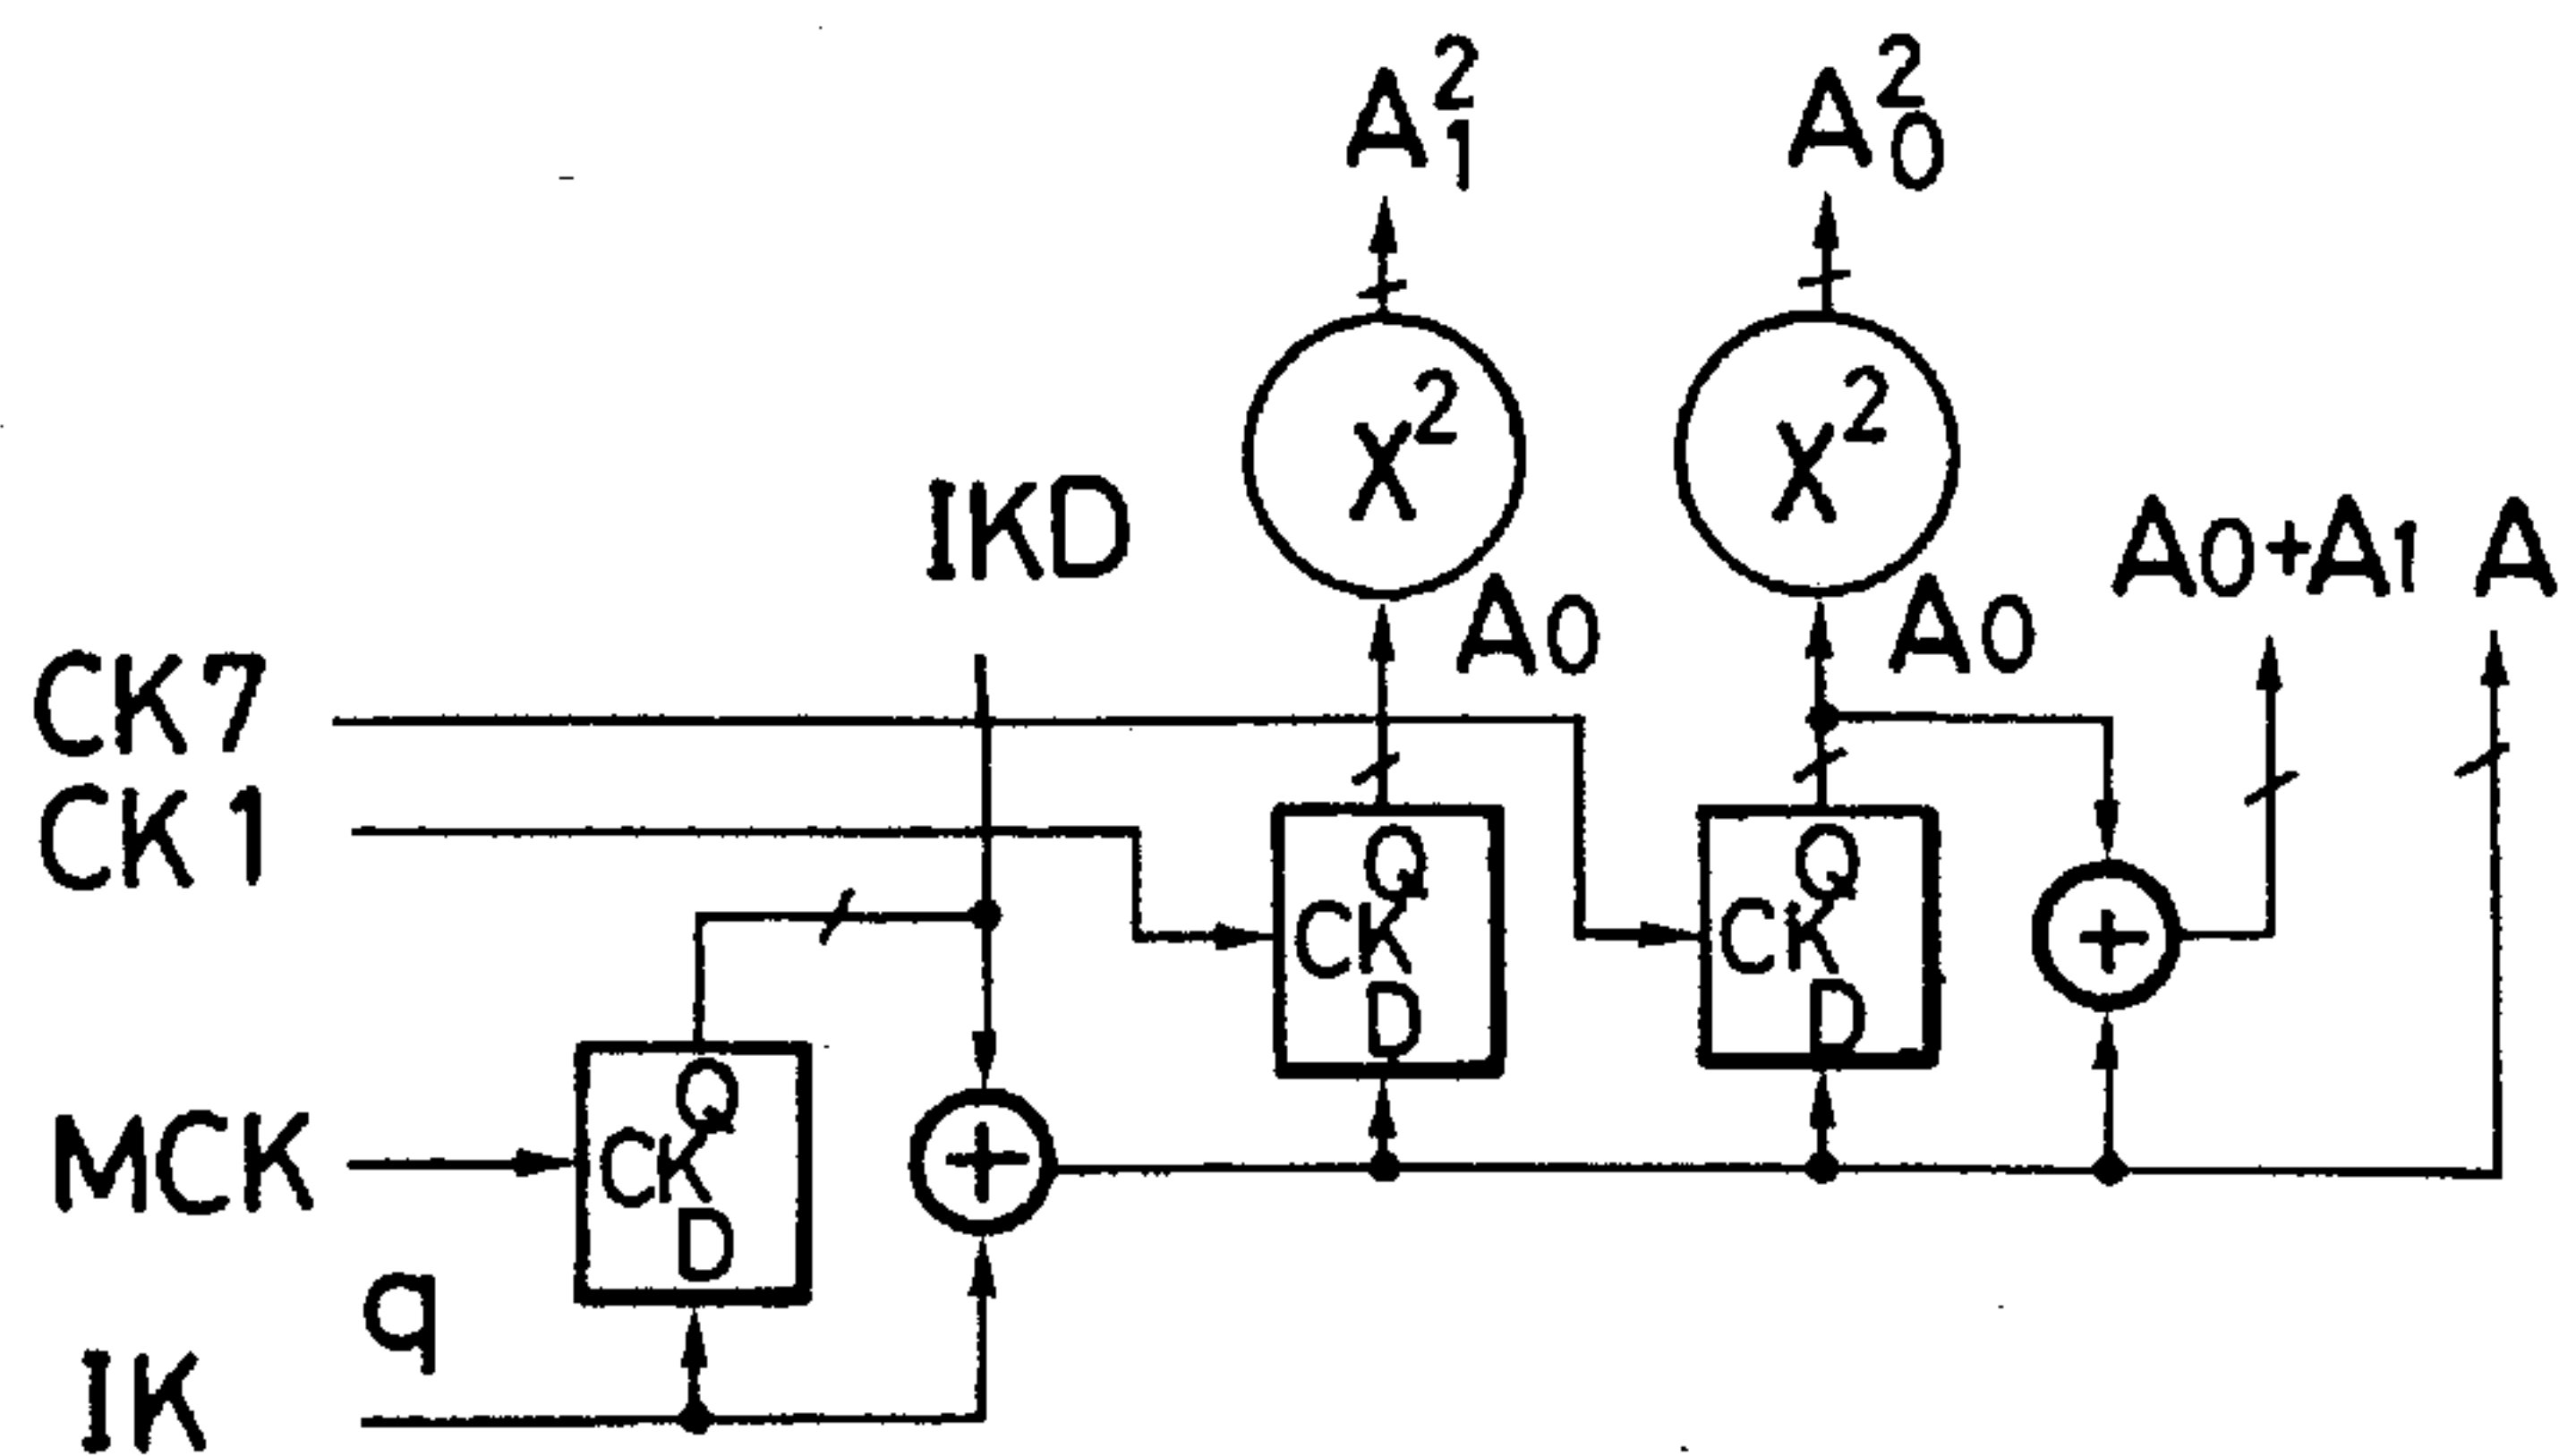 A₁² A₀²
X² X²
IKD
A₀ A₀ A₀+A₁ A
CK7
CK1
Q Q
CK CK +
D D
Q
MCK CK +
D
q
IK